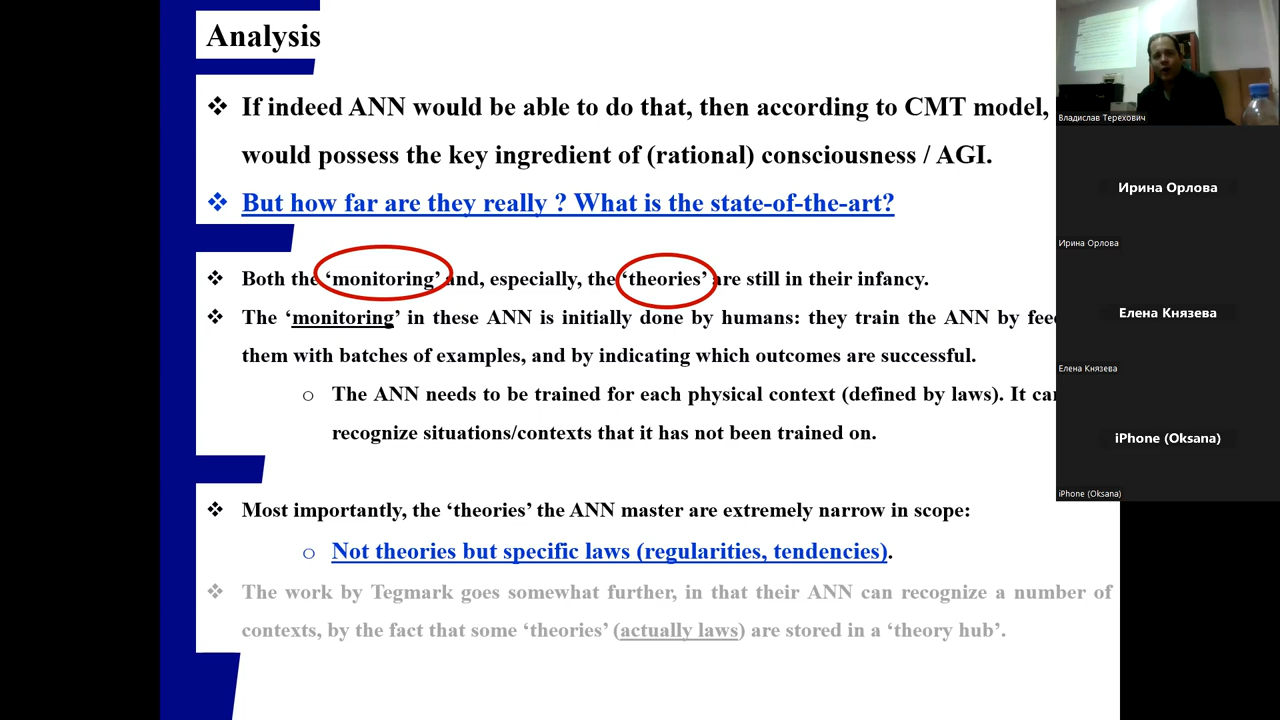 Analysis
❖ If indeed ANN would be able to do that, then according to CMT model,
would possess the key ingredient of (rational) consciousness / AGI.
❖ But how far are they really ? What is the state-of-the-art?
❖ Both the ‘monitoring’ and, especially, the ‘theories’ are still in their infancy.
❖ The ‘monitoring’ in these ANN is initially done by humans: they train the ANN by
them with batches of examples, and by indicating which outcomes are successful.
o The ANN needs to be trained for each physical context (defined by laws). It
recognize situations/contexts that it has not been trained on.
❖ Most importantly, the ‘theories’ the ANN master are extremely narrow in scope:
o Not theories but specific laws (regularities, tendencies).
❖ The work by Tegmark goes somewhat further, in that their ANN can recognize a number of
contexts, by the fact that some ‘theories’ (actually laws) are stored in a ‘theory hub’.
Владислав Терехович
Ирина Орлова
Ирина Орлова
Елена Князева
Елена Князева
iPhone (Oksana)
iPhone (Oksana)